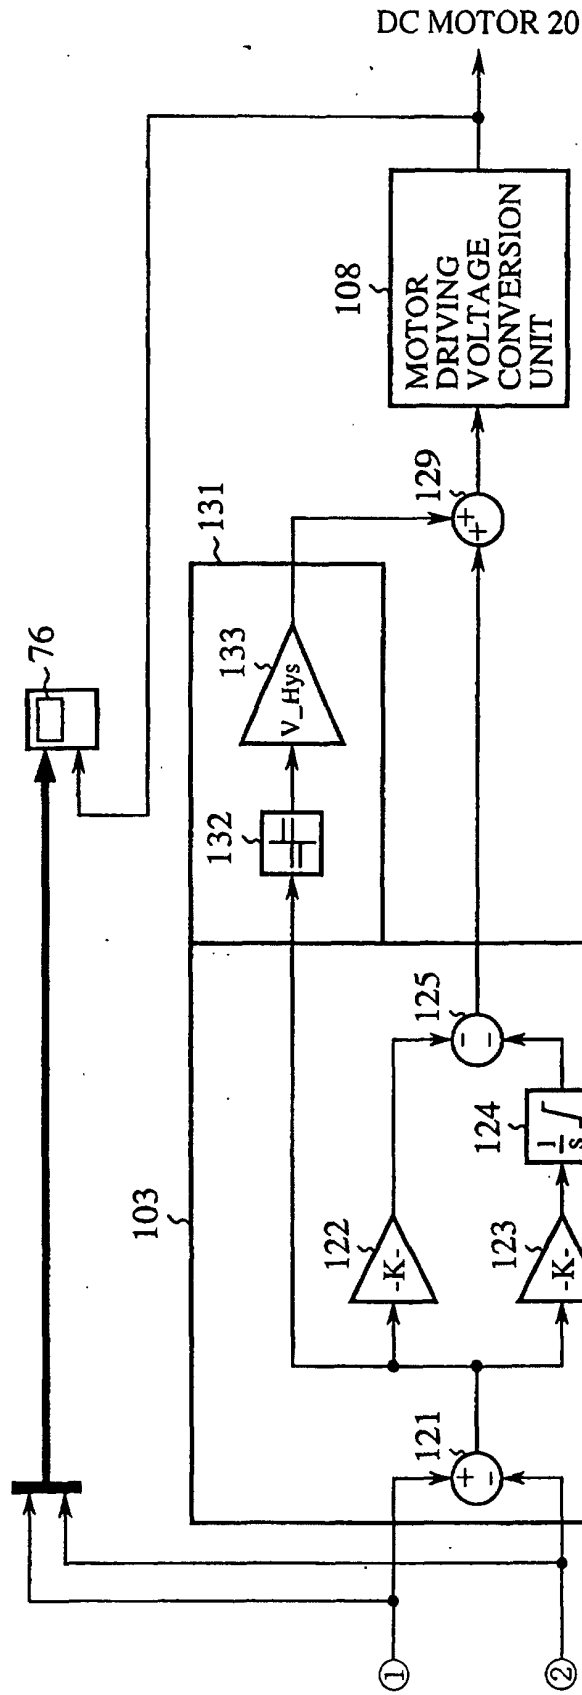 DC MOTOR 20
108
MOTOR
DRIVING
VOLTAGE
CONVERSION
UNIT
76
131
129
+
+
133
V_Hys
132
103
125
−
−
124
1
s
122
-K-
123
-K-
121
+
−
①
②